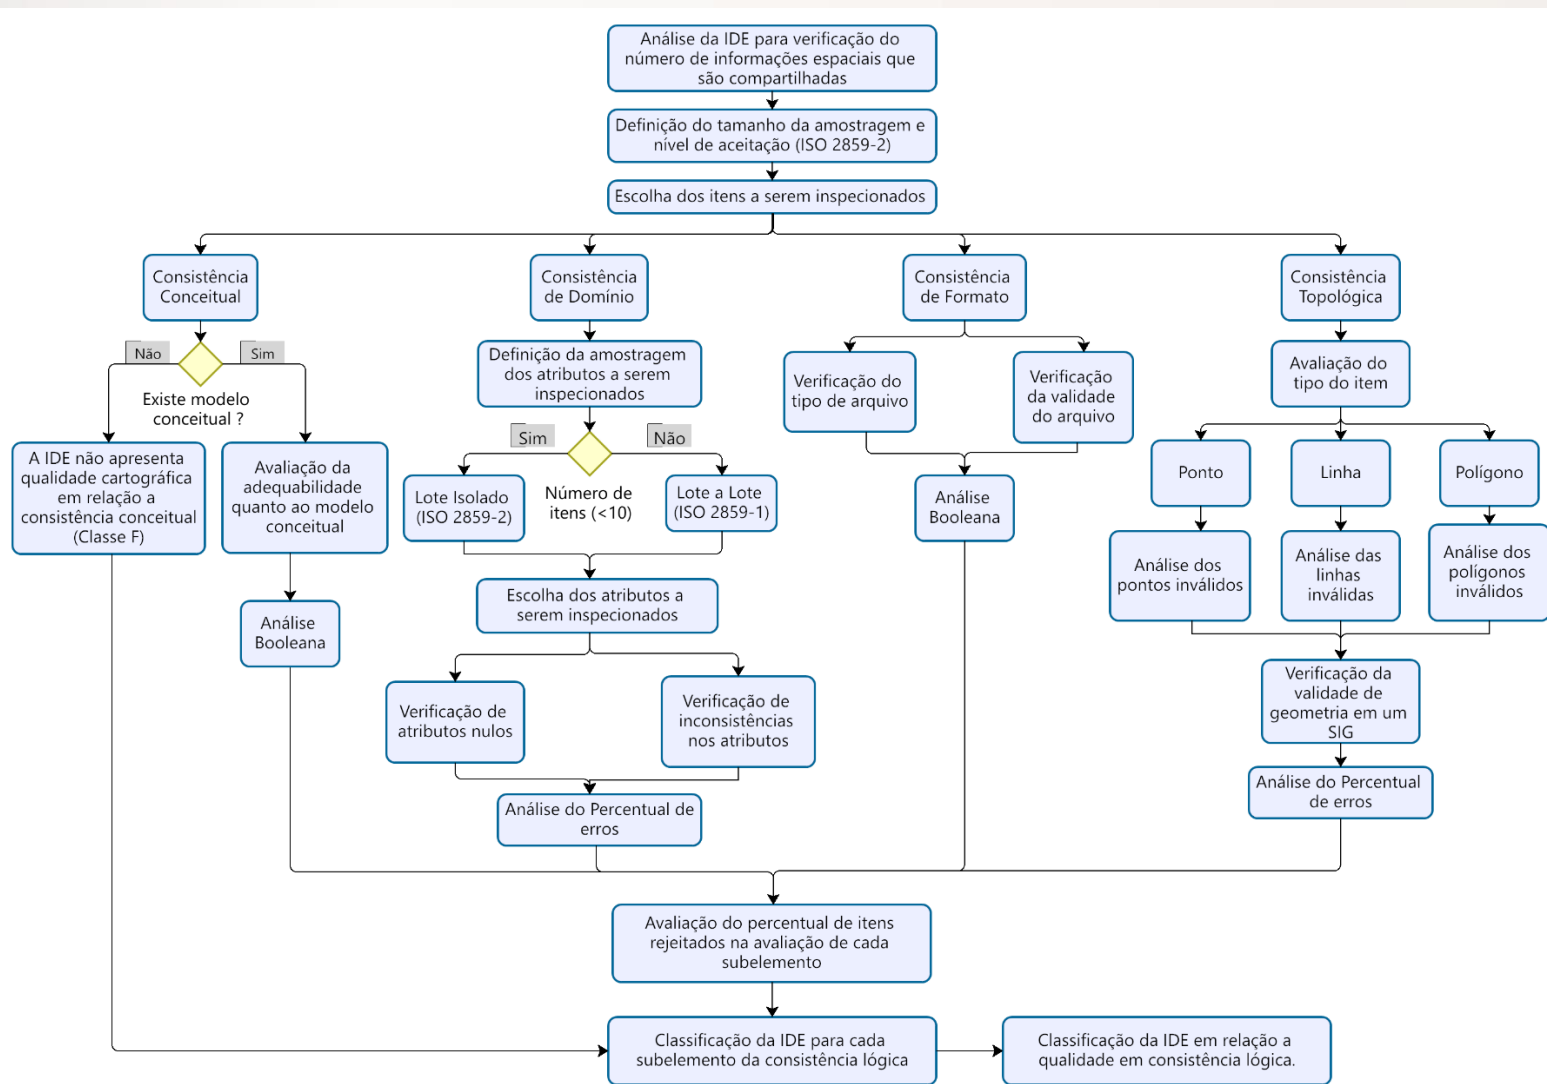 Análise da IDE para verificação do
número de informações espaciais que
são compartilhadas
Definição do tamanho da amostragem e
nível de aceitação (ISO 2859-2)
Escolha dos itens a serem inspecionados
Consistência
Conceitual
Consistência
de Domínio
Consistência
de Formato
Consistência
Topológica
Não
Sim
Existe modelo
conceitual ?
A IDE não apresenta
qualidade cartográfica
em relação a
consistência conceitual
(Classe F)
Avaliação da
adequabilidade
quanto ao modelo
conceitual
Análise
Booleana
Definição da amostragem
dos atributos a serem
inspecionados
Sim
Não
Número de
itens (<10)
Lote Isolado
(ISO 2859-2)
Lote a Lote
(ISO 2859-1)
Escolha dos atributos a
serem inspecionados
Verificação de
atributos nulos
Verificação de
inconsistências
nos atributos
Análise do Percentual de
erros
Verificação do
tipo de arquivo
Verificação
da validade
do arquivo
Análise
Booleana
Avaliação do
tipo do item
Ponto
Linha
Polígono
Análise dos
pontos inválidos
Análise das
linhas
inválidas
Análise dos
polígonos
inválidos
Verificação da
validade de
geometria em um
SIG
Análise do Percentual
de erros
Avaliação do percentual de itens
rejeitados na avaliação de cada
subelemento
Classificação da IDE para cada
subelemento da consistência lógica
Classificação da IDE em relação a
qualidade em consistência lógica.